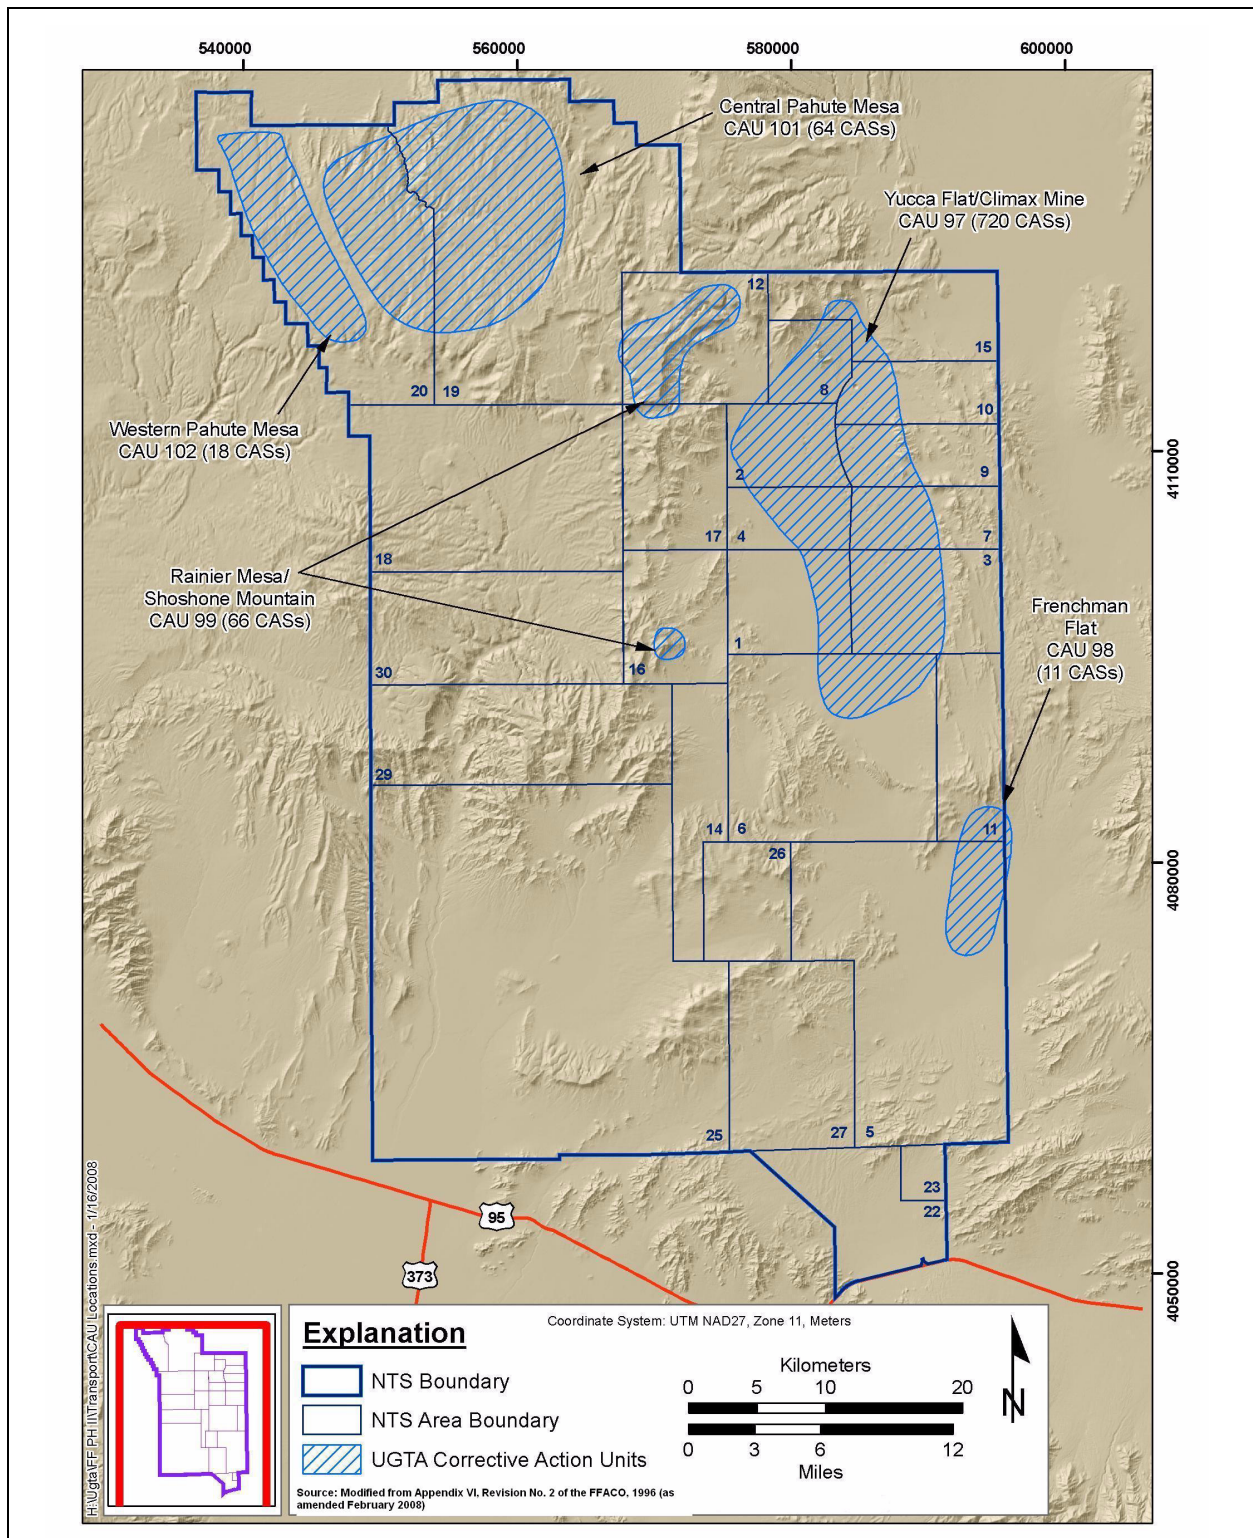 540000
560000
580000
600000
Central Pahute Mesa
CAU 101 (64 CASs)
Yucca Flat/Climax Mine
CAU 97 (720 CASs)
12
15
20
19
8
10
Western Pahute Mesa
CAU 102 (18 CASs)
4110000
2
9
17
4
7
3
18
Rainier Mesa/
Shoshone Mountain
CAU 99 (66 CASs)
Frenchman
Flat
CAU 98
(11 CASs)
1
16
30
29
14
6
11
26
4080000
25
27
5
23
22
95
373
4050000
H:\Ugta\FF PH II\Transport\CAU Locations.mxd - 1/16/2008
Explanation
Coordinate System: UTM NAD27, Zone 11, Meters
NTS Boundary
NTS Area Boundary
UGTA Corrective Action Units
Kilometers
0 5 10 20
0 3 6 12
Miles
N
Source: Modified from Appendix VI, Revision No. 2 of the FFACO, 1996 (as
amended February 2008)